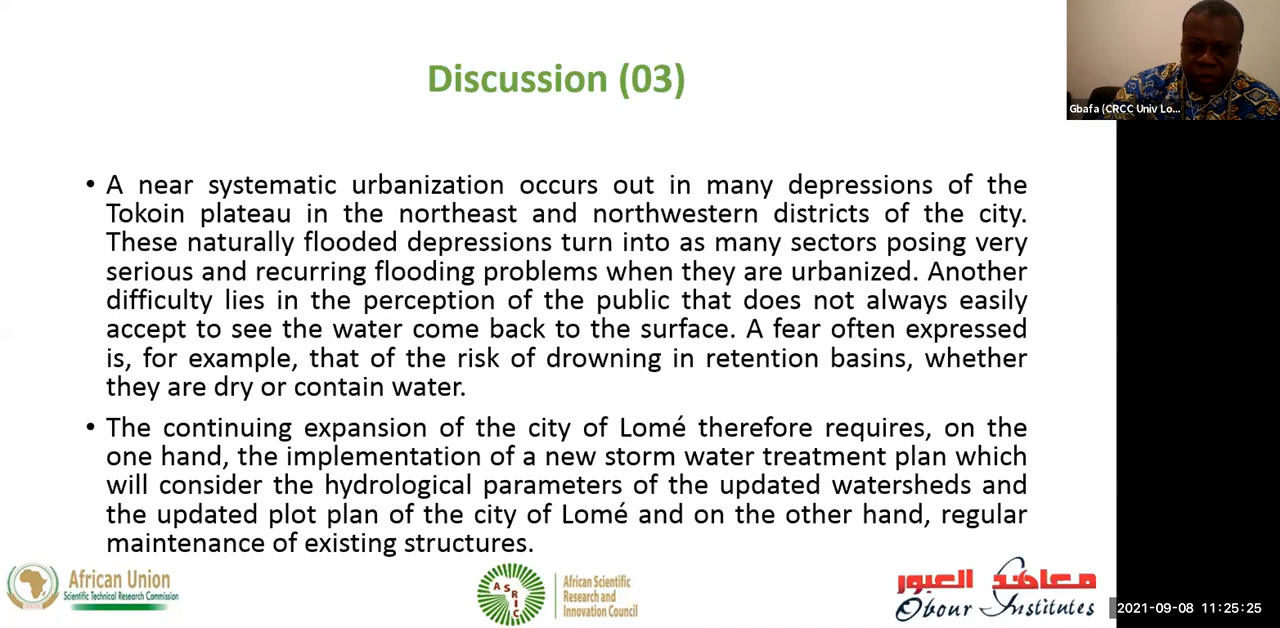 Discussion (03)
Gbafa (CRCC Univ Lo...
• A near systematic urbanization occurs out in many depressions of the
Tokoin plateau in the northeast and northwestern districts of the city.
These naturally flooded depressions turn into as many sectors posing very
serious and recurring flooding problems when they are urbanized. Another
difficulty lies in the perception of the public that does not always easily
accept to see the water come back to the surface. A fear often expressed
is, for example, that of the risk of drowning in retention basins, whether
they are dry or contain water.
• The continuing expansion of the city of Lomé therefore requires, on the
one hand, the implementation of a new storm water treatment plan which
will consider the hydrological parameters of the updated watersheds and
the updated plot plan of the city of Lomé and on the other hand, regular
maintenance of existing structures.
African Union
Scientific Technical Research Commission
ASRIC
African Scientific
Research and
Innovation Council
معاهد العبور
Obour Institutes
2021-09-08 11:25:25